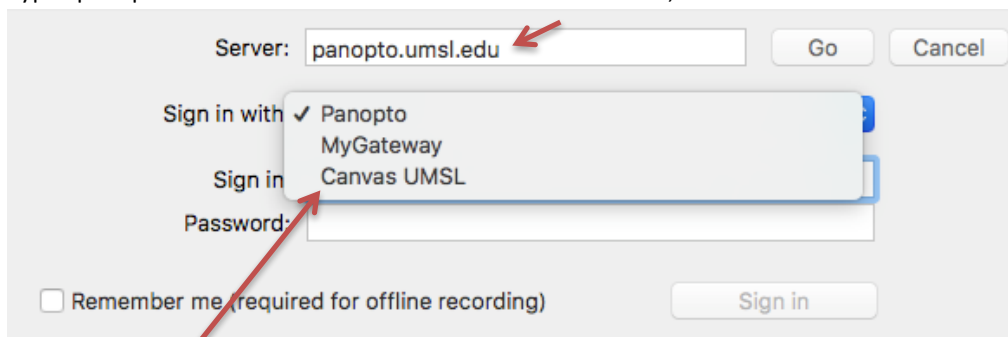 Server: panopto.umsl.edu Go Cancel
Sign in with ✓ Panopto
MyGateway
Sign in Canvas UMSL
Password:
Remember me (required for offline recording) Sign in